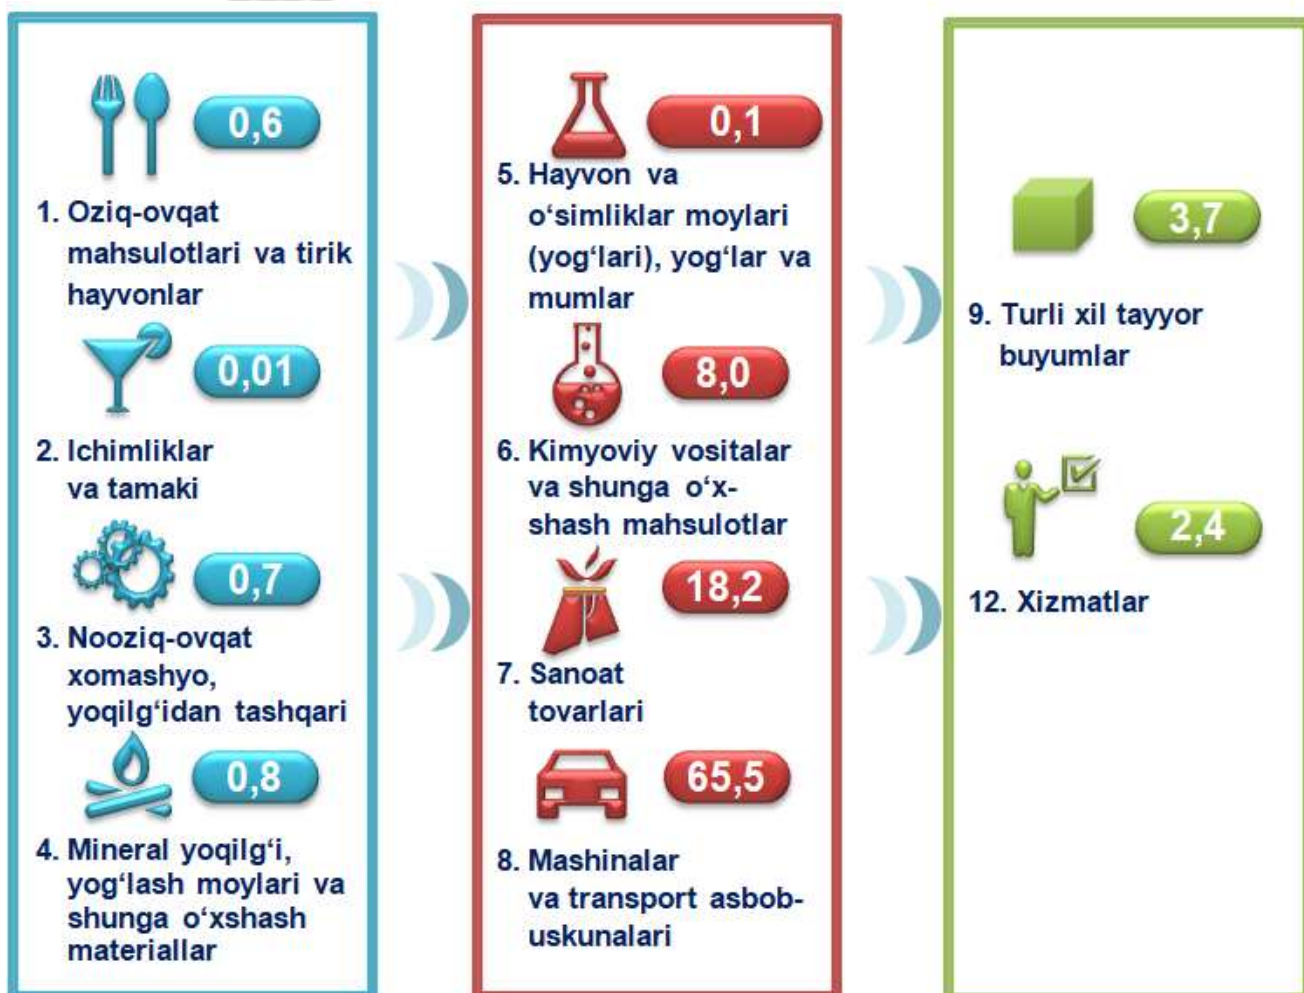 0,6
1. Oziq-ovqat
mahsulotlari va tirik
hayvonlar
0,01
2. Ichimliklar
va tamaki
0,7
3. Nooziq-ovqat
xomashyo,
yoqilg‘idan tashqari
0,8
4. Mineral yoqilg‘i,
yog‘lash moylari va
shunga o‘xshash
materiallar
0,1
5. Hayvon va
o‘simliklar moylari
(yog‘lari), yog‘lar va
mumlar
8,0
6. Kimyoviy vositalar
va shunga o‘x-
shash mahsulotlar
18,2
7. Sanoat
tovarlari
65,5
8. Mashinalar
va transport asbob-
uskunalari
3,7
9. Turli xil tayyor
buyumlar
2,4
12. Xizmatlar